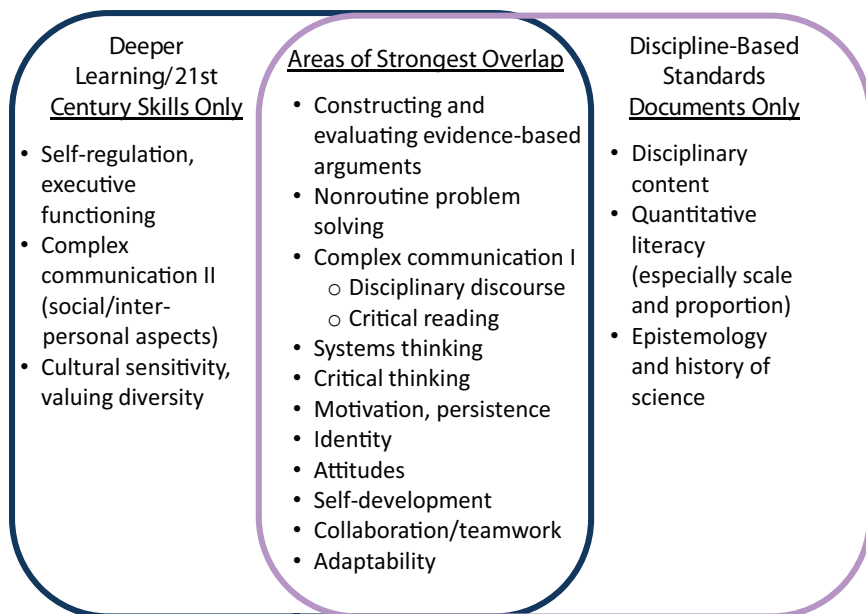 Deeper
Learning/21st
Century Skills Only
• Self-regulation,
executive
functioning
• Complex
communication II
(social/inter-
personal aspects)
• Cultural sensitivity,
valuing diversity
Areas of Strongest Overlap
• Constructing and
evaluating evidence-based
arguments
• Nonroutine problem
solving
• Complex communication I
o Disciplinary discourse
o Critical reading
• Systems thinking
• Critical thinking
• Motivation, persistence
• Identity
• Attitudes
• Self-development
• Collaboration/teamwork
• Adaptability
Discipline-Based
Standards
Documents Only
• Disciplinary
content
• Quantitative
literacy
(especially scale
and proportion)
• Epistemology
and history of
science